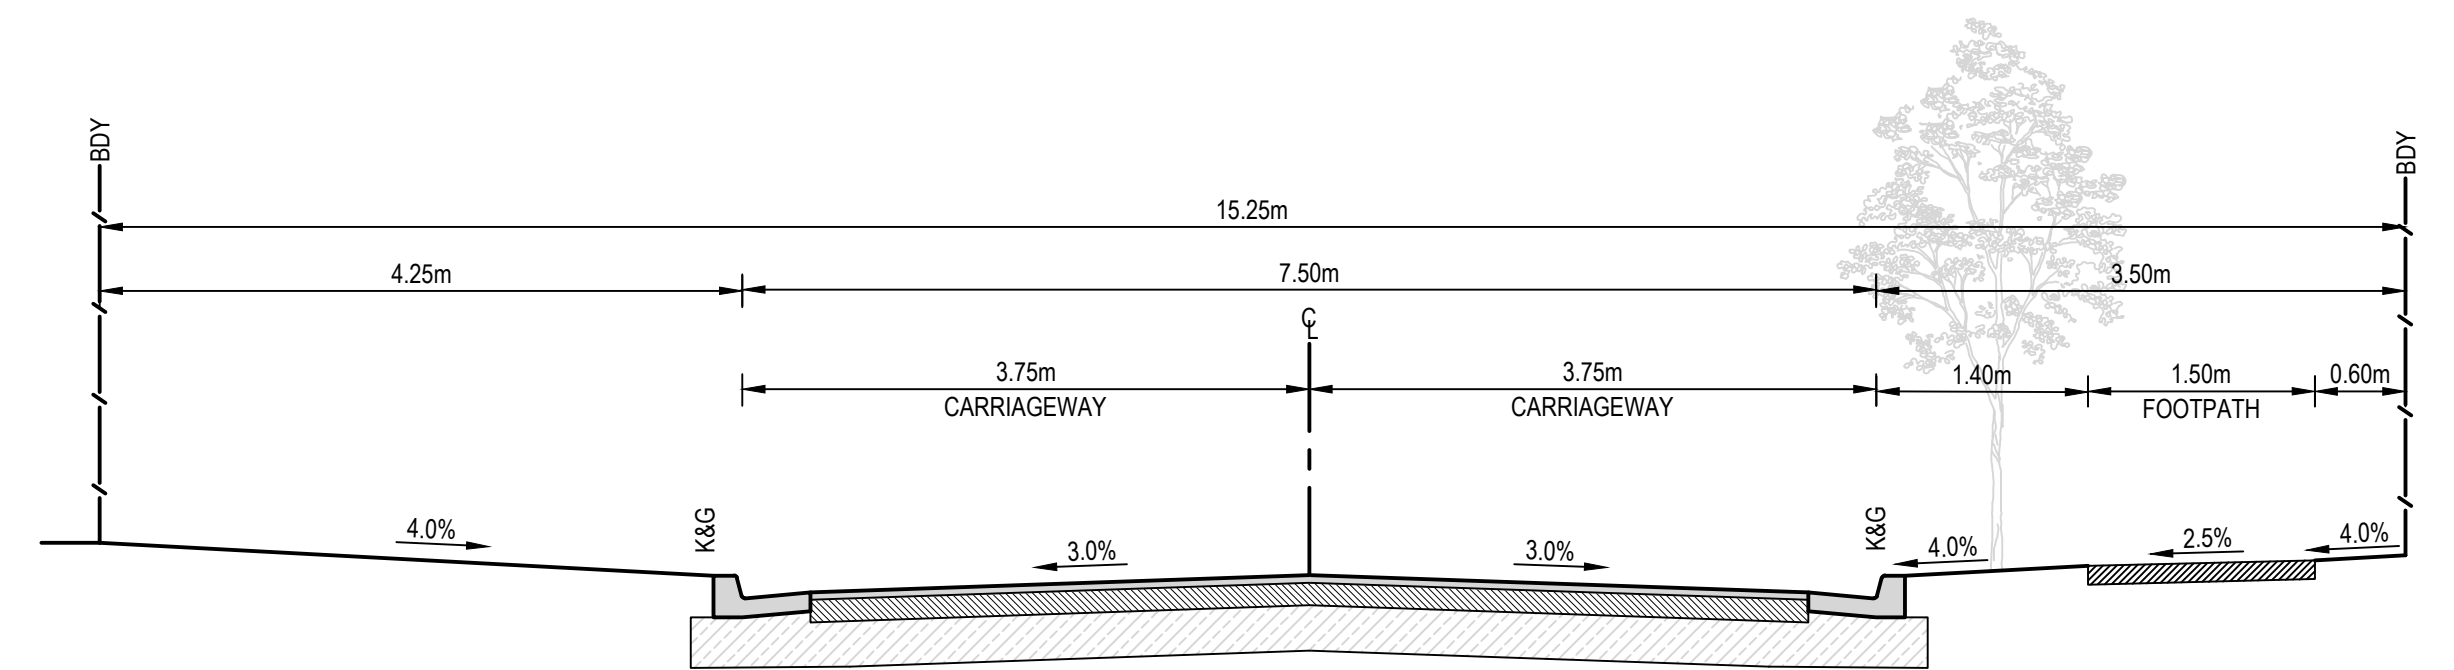 BDY
BDY
15.25m
4.25m
7.50m
3.50m
CL
3.75m
CARRIAGEWAY
3.75m
CARRIAGEWAY
1.40m
1.50m
FOOTPATH
0.60m
K&G
K&G
4.0%
3.0%
3.0%
4.0%
2.5%
4.0%